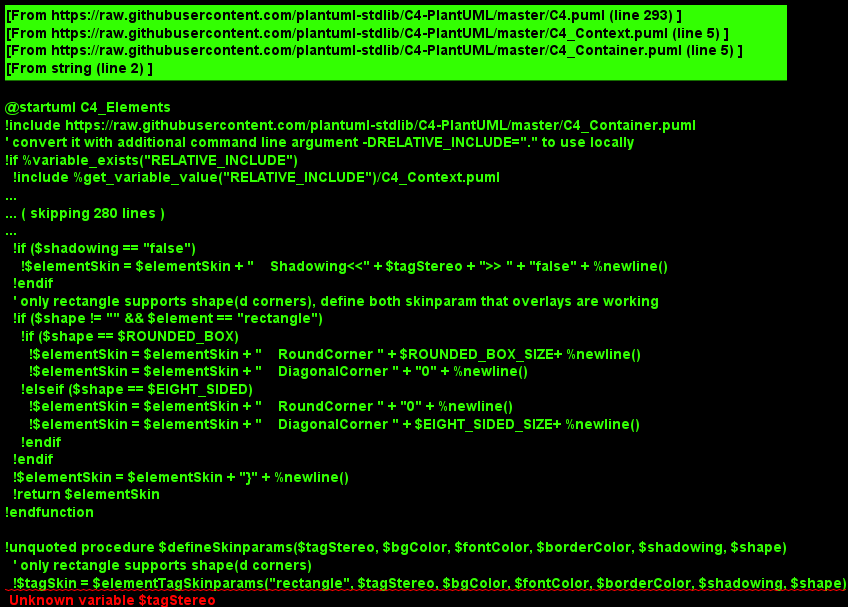 [From https://raw.githubusercontent.com/plantuml-stdlib/C4-PlantUML/master/C4.puml (line 293) ]
[From https://raw.githubusercontent.com/plantuml-stdlib/C4-PlantUML/master/C4_Context.puml (line 5) ]
[From https://raw.githubusercontent.com/plantuml-stdlib/C4-PlantUML/master/C4_Container.puml (line 5) ]
[From string (line 2) ]
@startuml C4_Elements
!include https://raw.githubusercontent.com/plantuml-stdlib/C4-PlantUML/master/C4_Container.puml
' convert it with additional command line argument -DRELATIVE_INCLUDE="." to use locally
!if %variable_exists("RELATIVE_INCLUDE")
  !include %get_variable_value("RELATIVE_INCLUDE")/C4_Context.puml
...
... ( skipping 280 lines )
...
  !if ($shadowing == "false")
    !$elementSkin = $elementSkin + "    Shadowing<<" + $tagStereo + ">> " + "false" + %newline()
  !endif
  ' only rectangle supports shape(d corners), define both skinparam that overlays are working
  !if ($shape != "" && $element == "rectangle")
    !if ($shape == $ROUNDED_BOX)
      !$elementSkin = $elementSkin + "    RoundCorner " + $ROUNDED_BOX_SIZE+ %newline()
      !$elementSkin = $elementSkin + "    DiagonalCorner " + "0" + %newline()
    !elseif ($shape == $EIGHT_SIDED)
      !$elementSkin = $elementSkin + "    RoundCorner " + "0" + %newline()
      !$elementSkin = $elementSkin + "    DiagonalCorner " + $EIGHT_SIDED_SIZE+ %newline()
    !endif
  !endif
  !$elementSkin = $elementSkin + "}" + %newline()
  !return $elementSkin
!endfunction
!unquoted procedure $defineSkinparams($tagStereo, $bgColor, $fontColor, $borderColor, $shadowing, $shape)
  ' only rectangle supports shape(d corners)
  !$tagSkin = $elementTagSkinparams("rectangle", $tagStereo, $bgColor, $fontColor, $borderColor, $shadowing, $shape)
Unknown variable $tagStereo